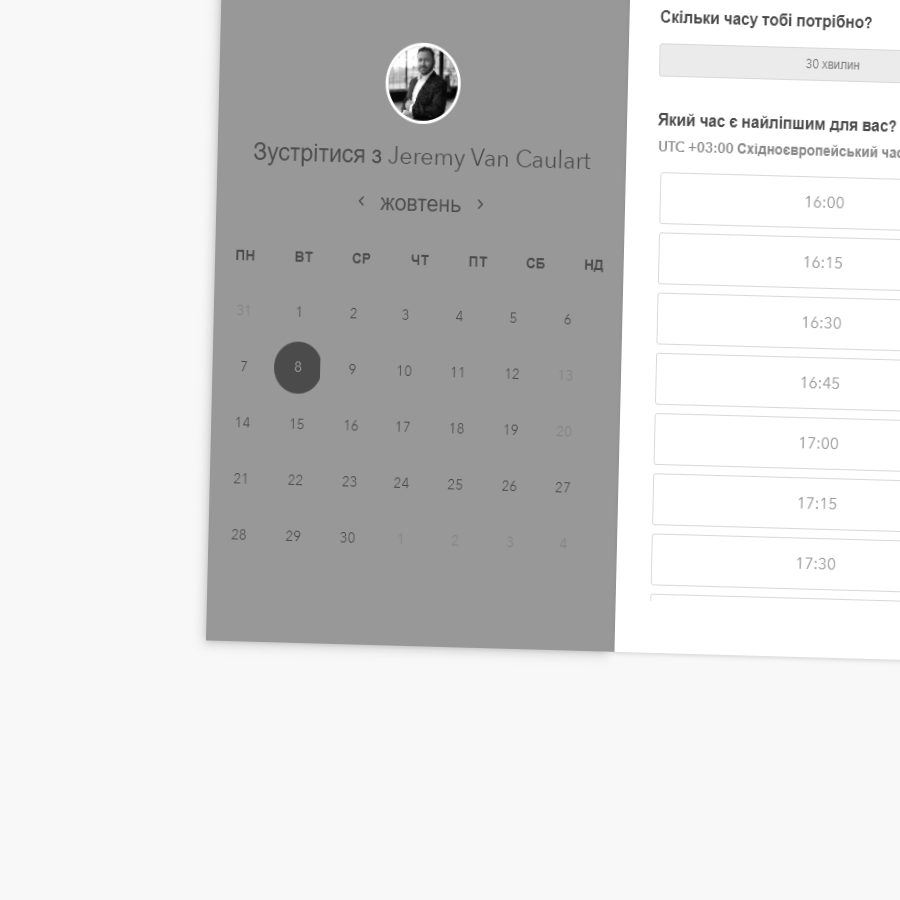 Зустрітися з Jeremy Van Caulart
жовтень
ПН ВТ СР ЧТ ПТ СБ НД
31 1 2 3 4 5 6
7 8 9 10 11 12 13
14 15 16 17 18 19 20
21 22 23 24 25 26 27
28 29 30 1 2 3 4
Скільки часу тобі потрібно?
30 хвилин
Який час є найліпшим для вас?
UTC +03:00 Східноєвропейський
16:00
16:15
16:30
16:45
17:00
17:15
17:30